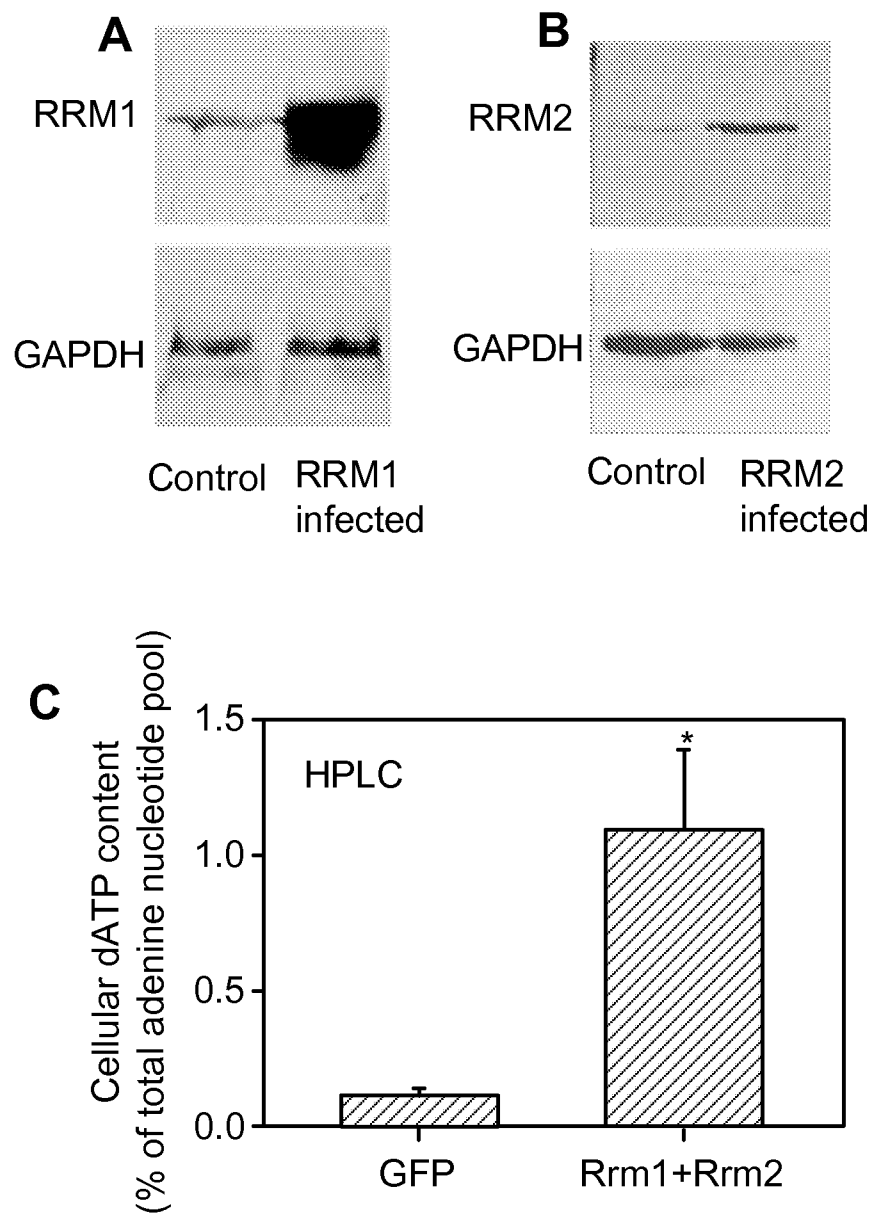 A
RRM1
GAPDH
Control
RRM1
infected
B
RRM2
GAPDH
Control
RRM2
infected
C
Cellular dATP content
(% of total adenine nucleotide pool)
1.5
1.0
0.5
0.0
HPLC
*
GFP
Rrm1+Rrm2